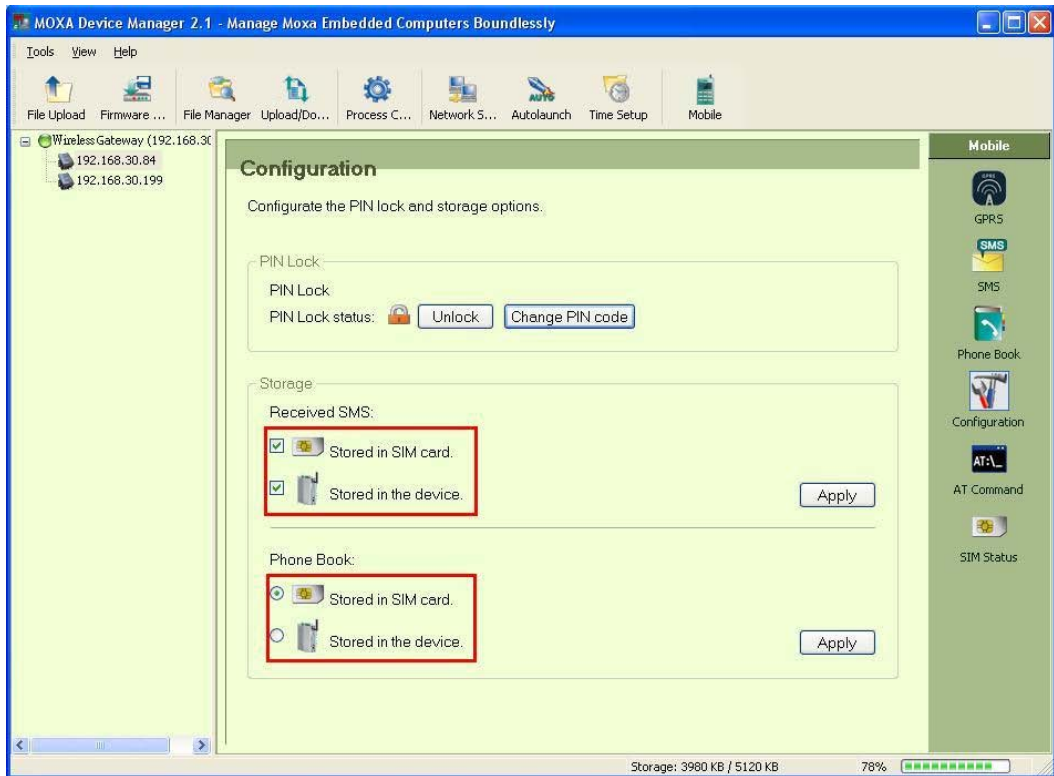 MOXA Device Manager 2.1 - Manage Moxa Embedded Computers Boundlessly
Tools View Help
File Upload Firmware ... File Manager Upload/Do... Process C... Network S... Autolaunch Time Setup Mobile
Wireless Gateway (192.168.30
192.168.30.84
192.168.30.199
Configuration
Configurate the PIN lock and storage options.
PIN Lock
PIN Lock
PIN Lock status: Unlock Change PIN code
Storage
Received SMS:
Stored in SIM card.
Stored in the device. Apply
Phone Book:
Stored in SIM card.
Stored in the device. Apply
Mobile
GPRS
GPRS
SMS
SMS
Phone Book
Configuration
AT:\_
AT Command
SIM Status
Storage: 3980 KB / 5120 KB 78%